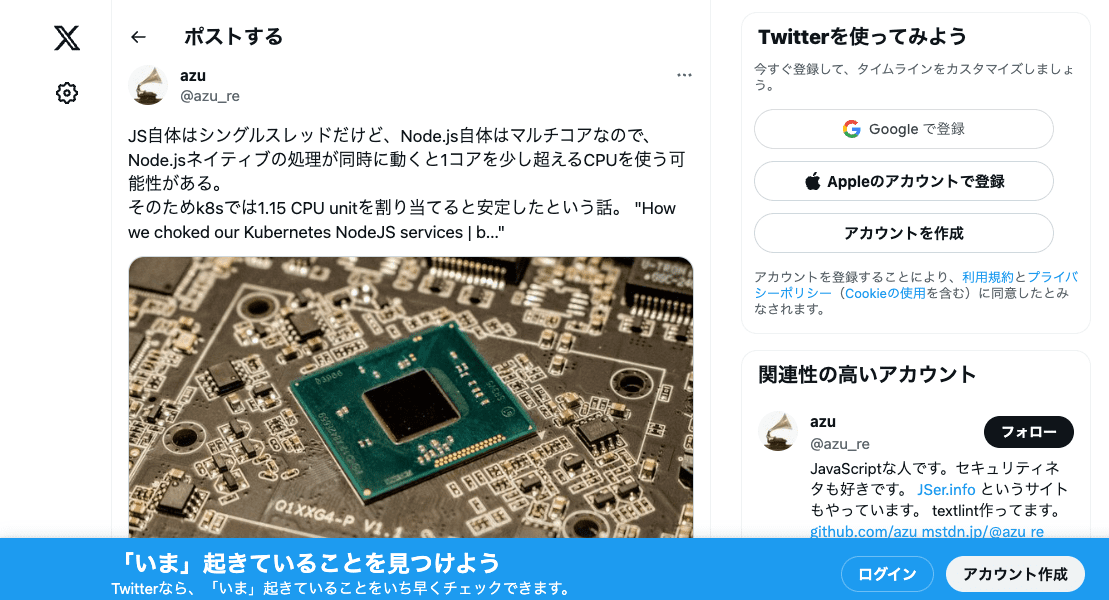 ポストする
azu
@azu_re
JS自体はシングルスレッドだけど、Node.js自体はマルチコアなので、
Node.jsネイティブの処理が同時に動くと1コアを少し超えるCPUを使う可
能性がある。
そのためk8sでは1.15 CPU unitを割り当てると安定したという話。 "How
we choked our Kubernetes NodeJS services | b..."
Q1XXG4-P V1.
Twitterを使ってみよう
今すぐ登録して、タイムラインをカスタマイズしましょ
う。
Google で登録
Appleのアカウントで登録
アカウントを作成
アカウントを登録することにより、利用規約とプライバ
シーポリシー（Cookieの使用を含む）に同意したとみ
なされます。
関連性の高いアカウント
azu
@azu_re
フォロー
JavaScriptな人です。セキュリティネ
タも好きです。 JSer.info というサイト
もやっています。 textlint作ってます。
github.com/azu mstdn.jp/@azu_re
「いま」起きていることを見つけよう
Twitterなら、「いま」起きていることをいち早くチェックできます。
ログイン
アカウント作成